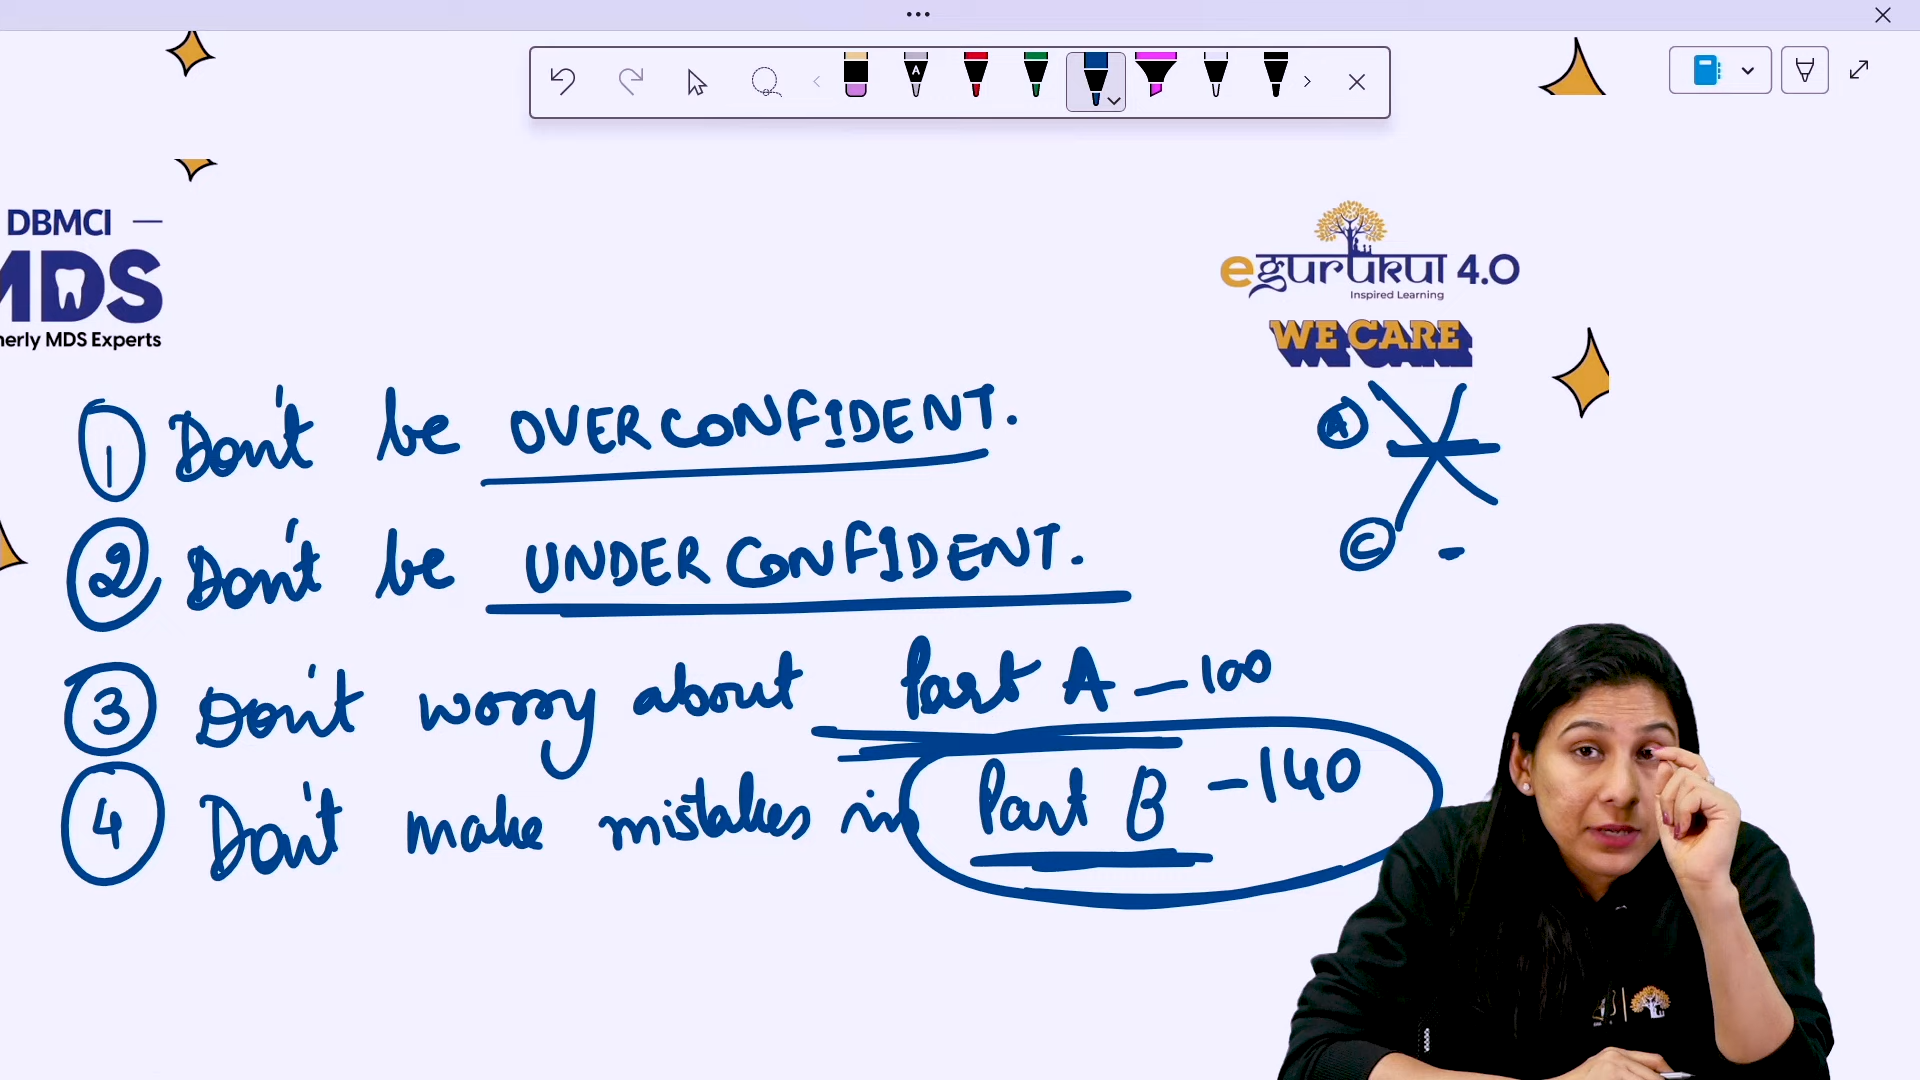 DBMCI
MDS
nerly MDS Experts
egurukul 4.0
Inspired Learning
WE CARE
1 Don't be OVERCONFIDENT.
A
2 Don't be UNDERCONFIDENT.
C -
3 Don't worry about Part A - 100
4 Don't make mistakes in Part B - 140